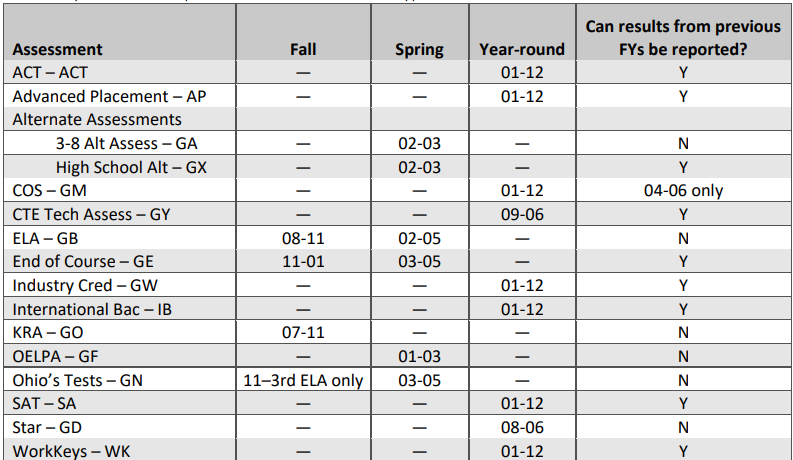 Assessment Fall Spring Year-round Can results from previous FYs be reported?
ACT – ACT — — 01-12 Y
Advanced Placement – AP — — 01-12 Y
Alternate Assessments
3-8 Alt Assess – GA — 02-03 — N
High School Alt – GX — 02-03 — Y
COS – GM — — 01-12 04-06 only
CTE Tech Assess – GY — — 09-06 Y
ELA – GB 08-11 02-05 — N
End of Course – GE 11-01 03-05 — Y
Industry Cred – GW — — 01-12 Y
International Bac – IB — — 01-12 Y
KRA – GO 07-11 — — N
OELPA – GF — 01-03 — N
Ohio’s Tests – GN 11–3rd ELA only 03-05 — N
SAT – SA — — 01-12 Y
Star – GD — — 08-06 N
WorkKeys – WK — — 01-12 Y